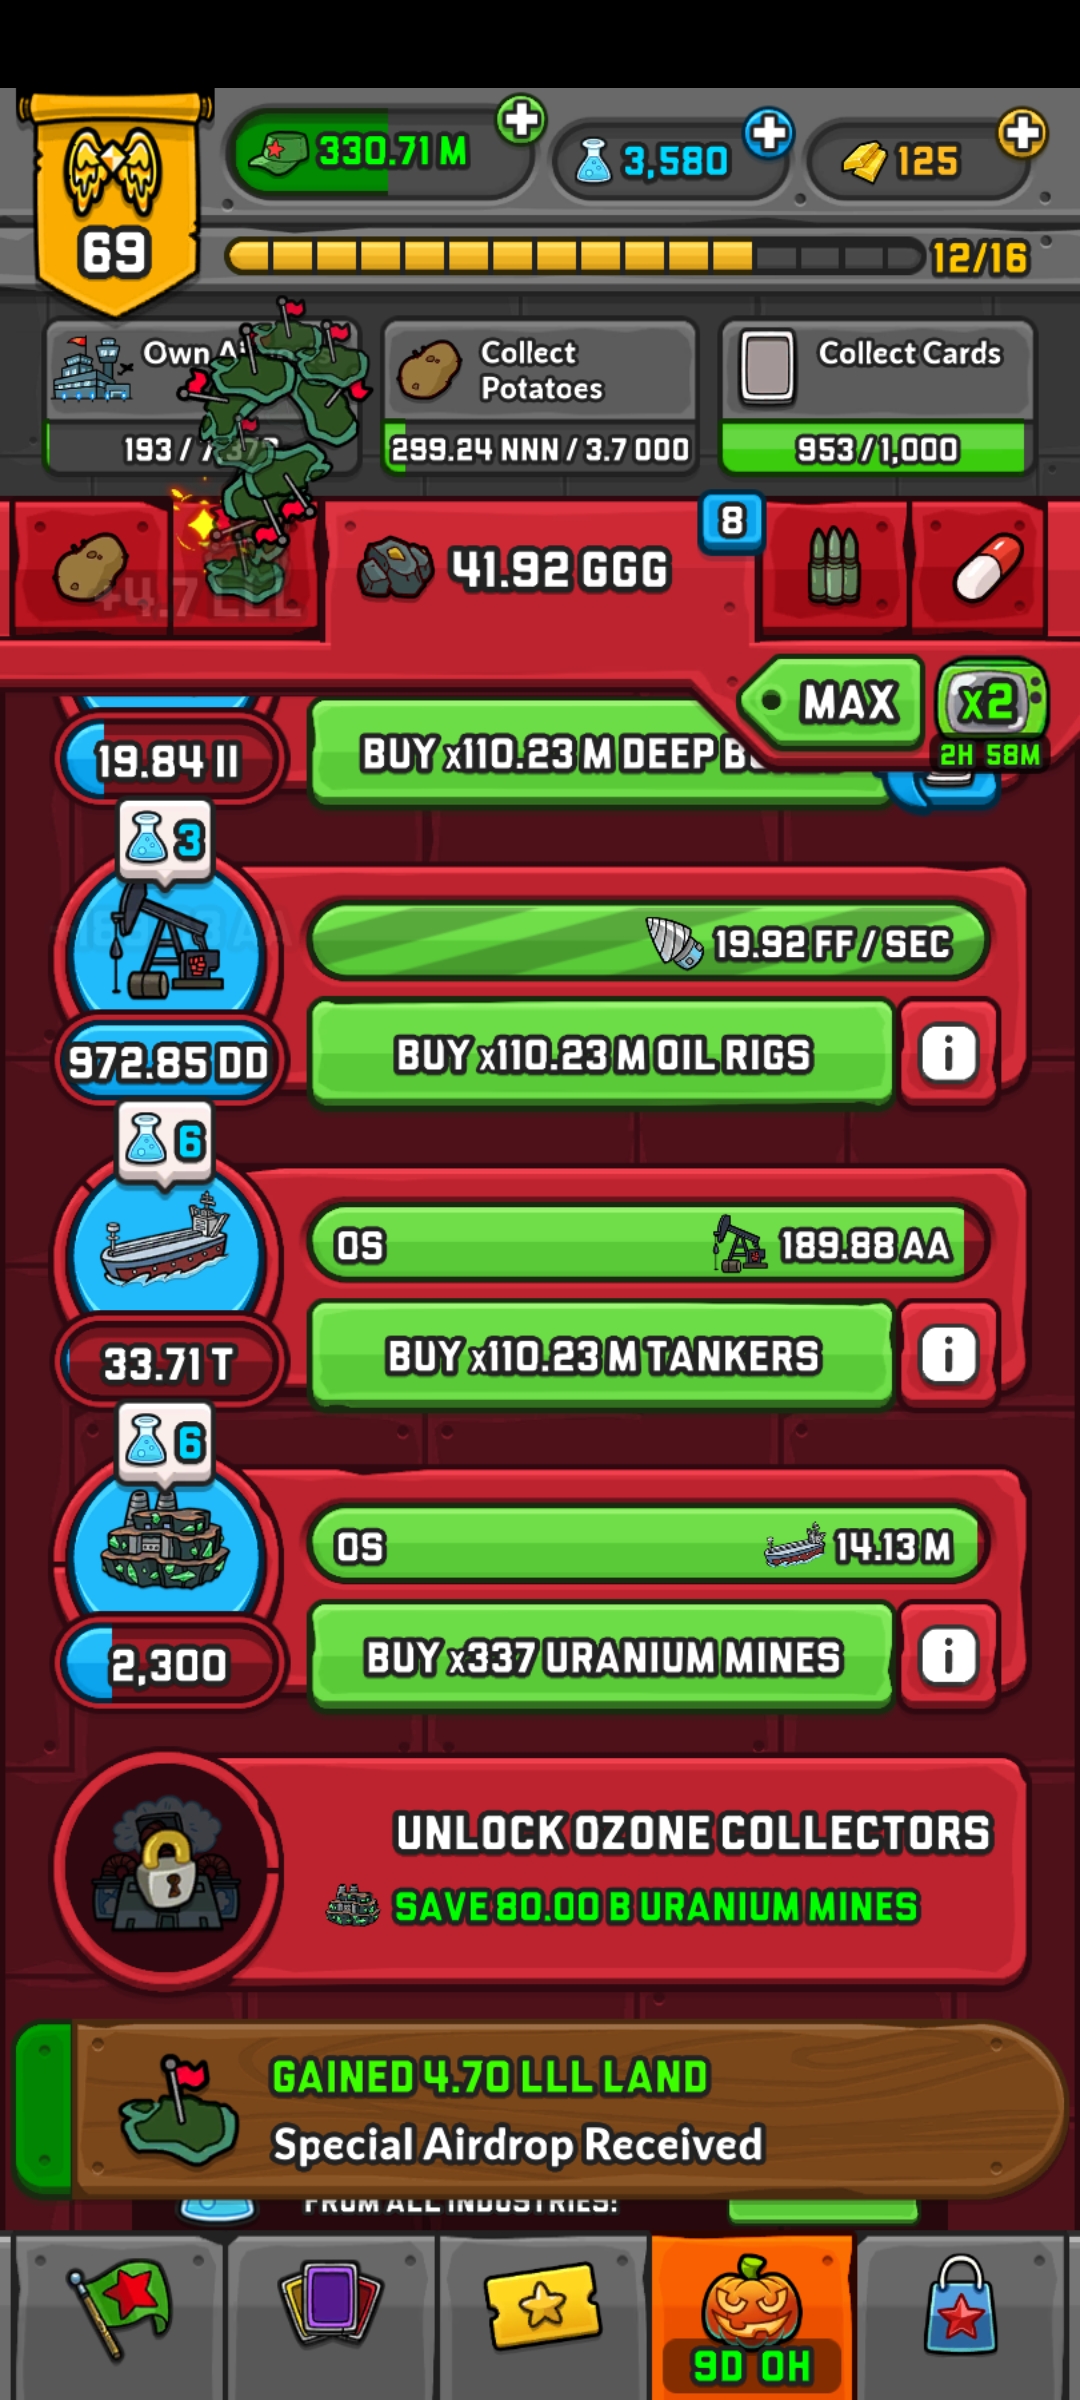 330.71 M
3,580
125
69
12/16
Own
193 /
Collect
Potatoes
299.24 NNN / 3.7 000
Collect Cards
953 / 1,000
8
41.92 GGG
+4.7 LLL
MAX
x2
2H 58M
19.84 II
BUY x110.23 M DEEP
3
19.92 FF / SEC
972.85 DD
BUY x110.23 M OIL RIGS
i
6
0S
189.88 AA
33.71 T
BUY x110.23 M TANKERS
i
6
0S
14.13 M
2,300
BUY x337 URANIUM MINES
i
UNLOCK OZONE COLLECTORS
SAVE 80.00 B URANIUM MINES
GAINED 4.70 LLL LAND
Special Airdrop Received
FROM ALL INDUSTRIES:
9D 0H